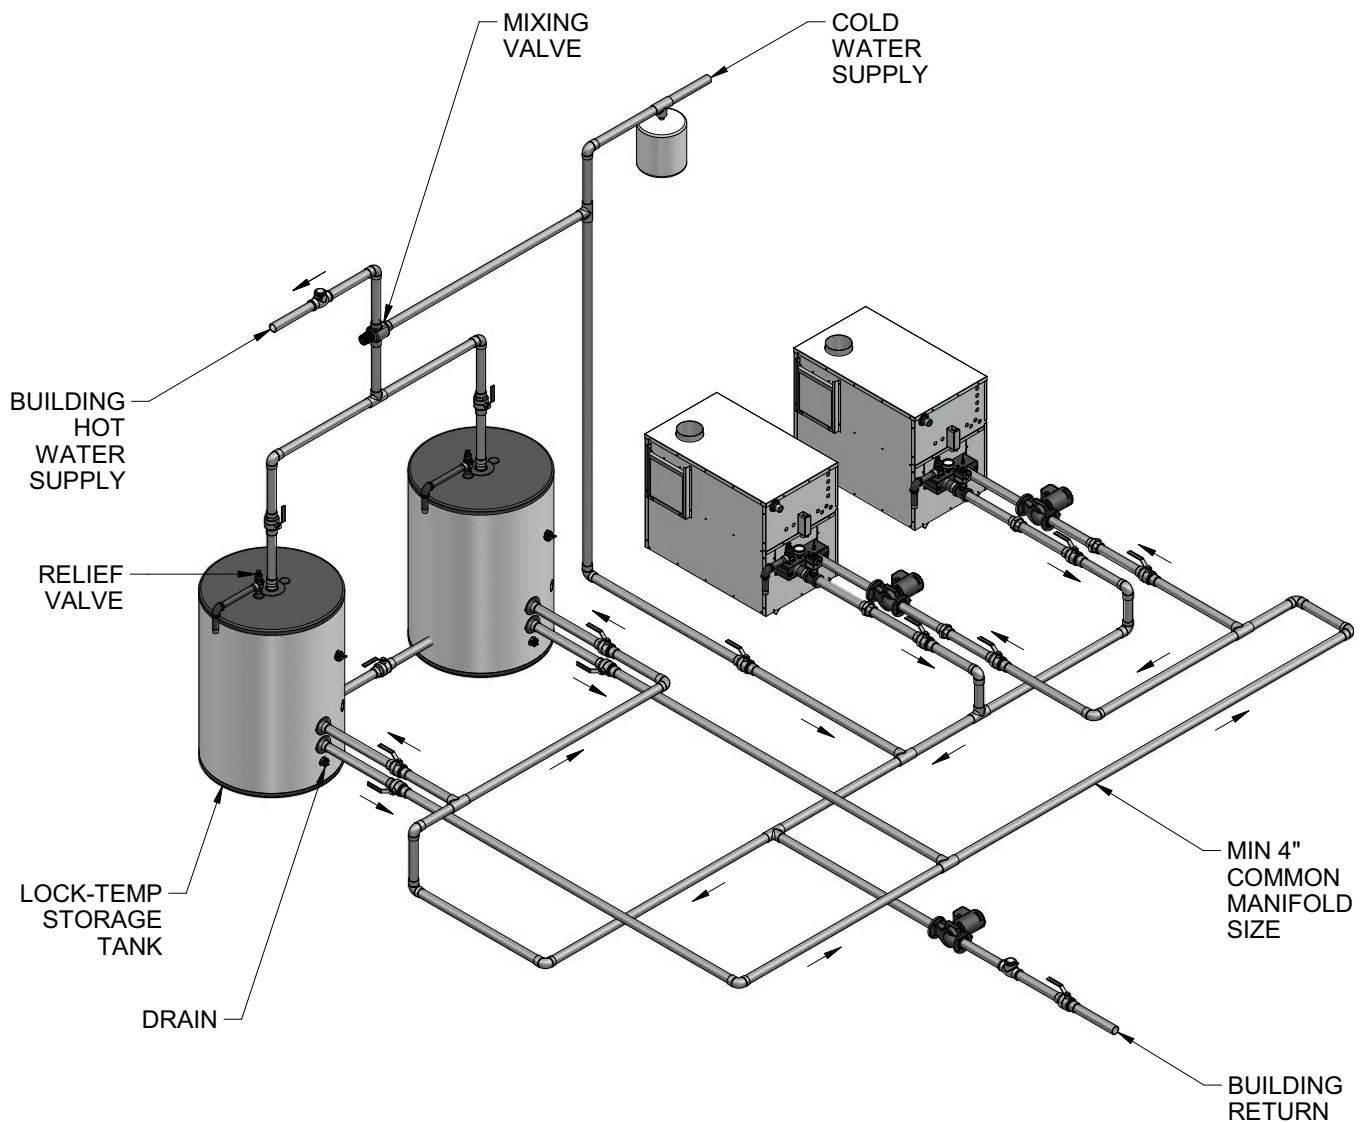 MIXING
VALVE
COLD
WATER
SUPPLY
BUILDING
HOT
WATER
SUPPLY
RELIEF
VALVE
LOCK-TEMP
STORAGE
TANK
DRAIN
MIN 4"
COMMON
MANIFOLD
SIZE
BUILDING
RETURN